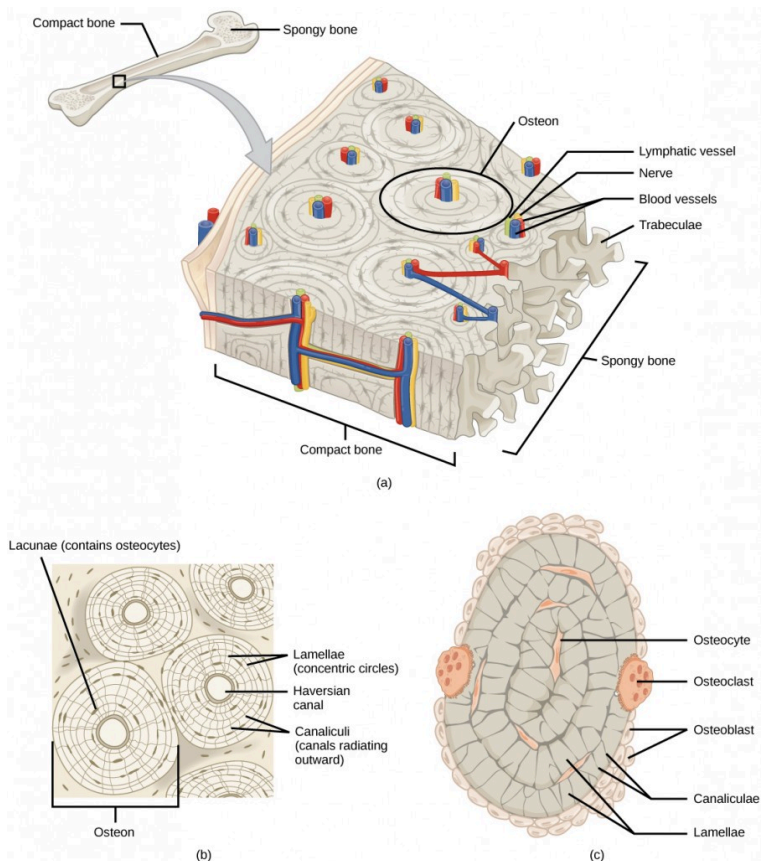 Compact bone
Spongy bone
Osteon
Lymphatic vessel
Nerve
Blood vessels
Trabeculae
Spongy bone
Compact bone
(a)
Lacunae (contains osteocytes)
Lamellae
(concentric circles)
Haversian
canal
Canaliculi
(canals radiating
outward)
Osteon
(b)
Osteocyte
Osteoclast
Osteoblast
Canaliculae
Lamellae
(c)